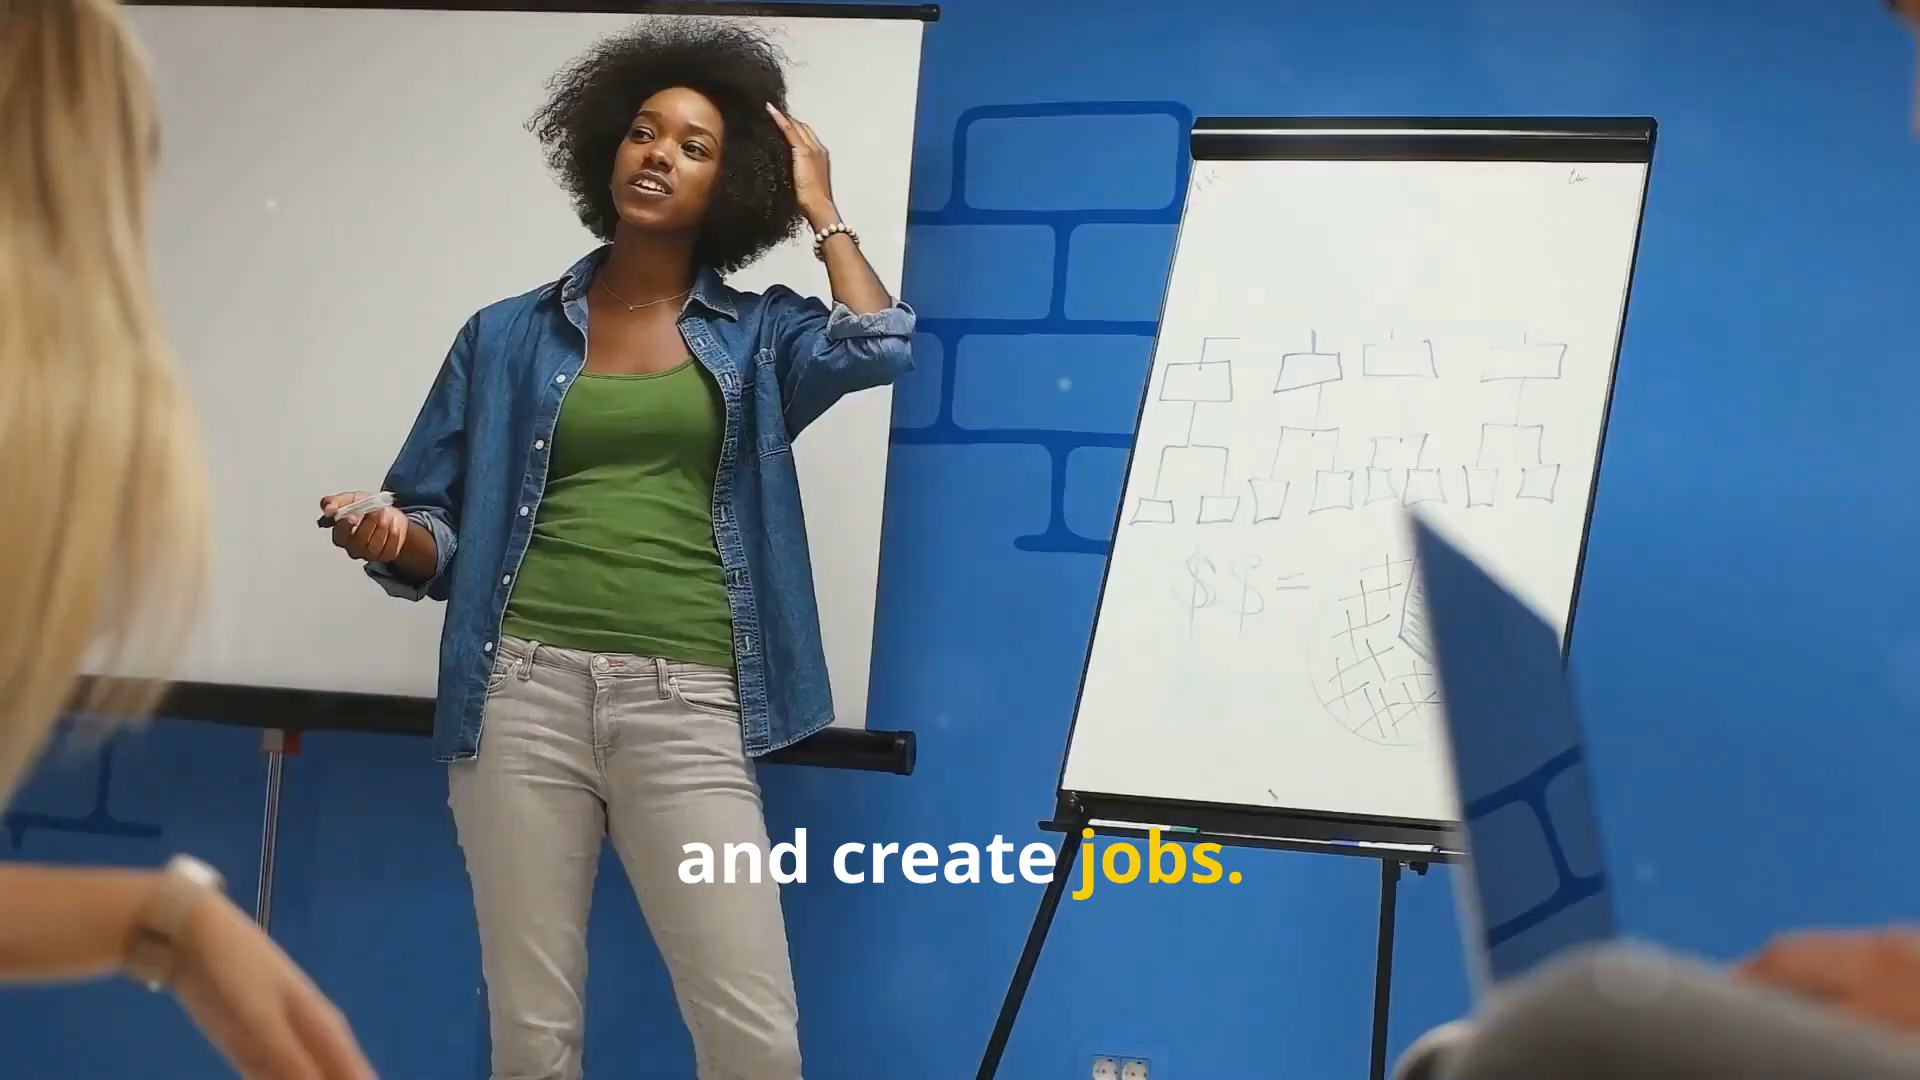 $$=
and create jobs.